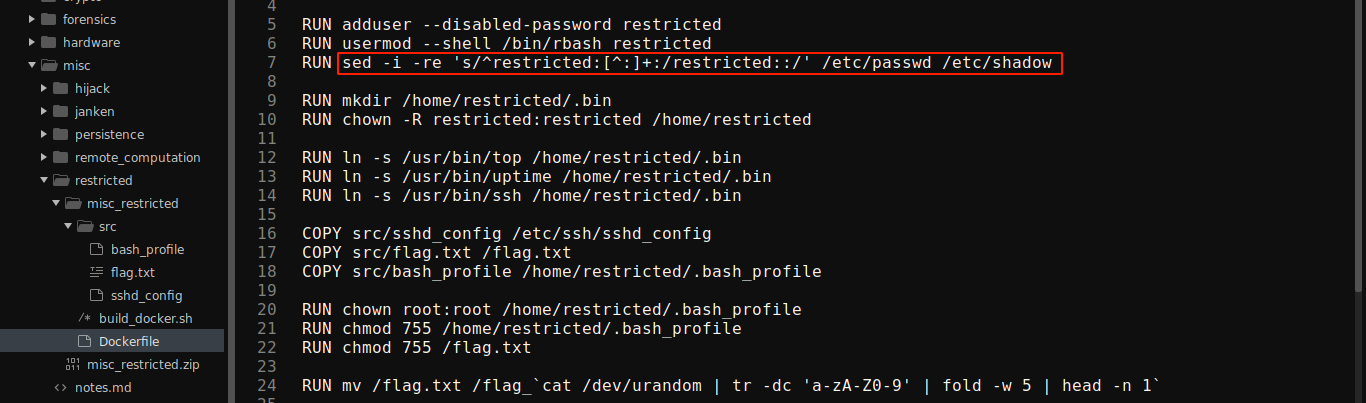 forensics
hardware
misc
hijack
janken
persistence
remote_computation
restricted
misc_restricted
src
bash_profile
flag.txt
sshd_config
build_docker.sh
Dockerfile
misc_restricted.zip
notes.md
4
5 RUN adduser --disabled-password restricted
6 RUN usermod --shell /bin/rbash restricted
7 RUN sed -i -re 's/^restricted:[^:]+:/restricted::/' /etc/passwd /etc/shadow
8
9 RUN mkdir /home/restricted/.bin
10 RUN chown -R restricted:restricted /home/restricted
11
12 RUN ln -s /usr/bin/top /home/restricted/.bin
13 RUN ln -s /usr/bin/uptime /home/restricted/.bin
14 RUN ln -s /usr/bin/ssh /home/restricted/.bin
15
16 COPY src/sshd_config /etc/ssh/sshd_config
17 COPY src/flag.txt /flag.txt
18 COPY src/bash_profile /home/restricted/.bash_profile
19
20 RUN chown root:root /home/restricted/.bash_profile
21 RUN chmod 755 /home/restricted/.bash_profile
22 RUN chmod 755 /flag.txt
23
24 RUN mv /flag.txt /flag_`cat /dev/urandom | tr -dc 'a-zA-Z0-9' | fold -w 5 | head -n 1`